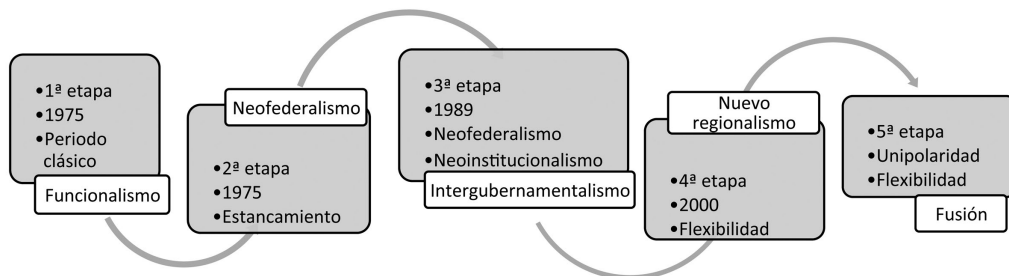 •1ª etapa
•1975
•Periodo
clásico
Funcionalismo
Neofederalismo
•2ª etapa
•1975
•Estancamiento
•3ª etapa
•1989
•Neofederalismo
•Neoinstitucionalismo
Intergubernamentalismo
Nuevo
regionalismo
•4ª etapa
•2000
•Flexibilidad
•5ª etapa
•Unipolaridad
•Flexibilidad
Fusión